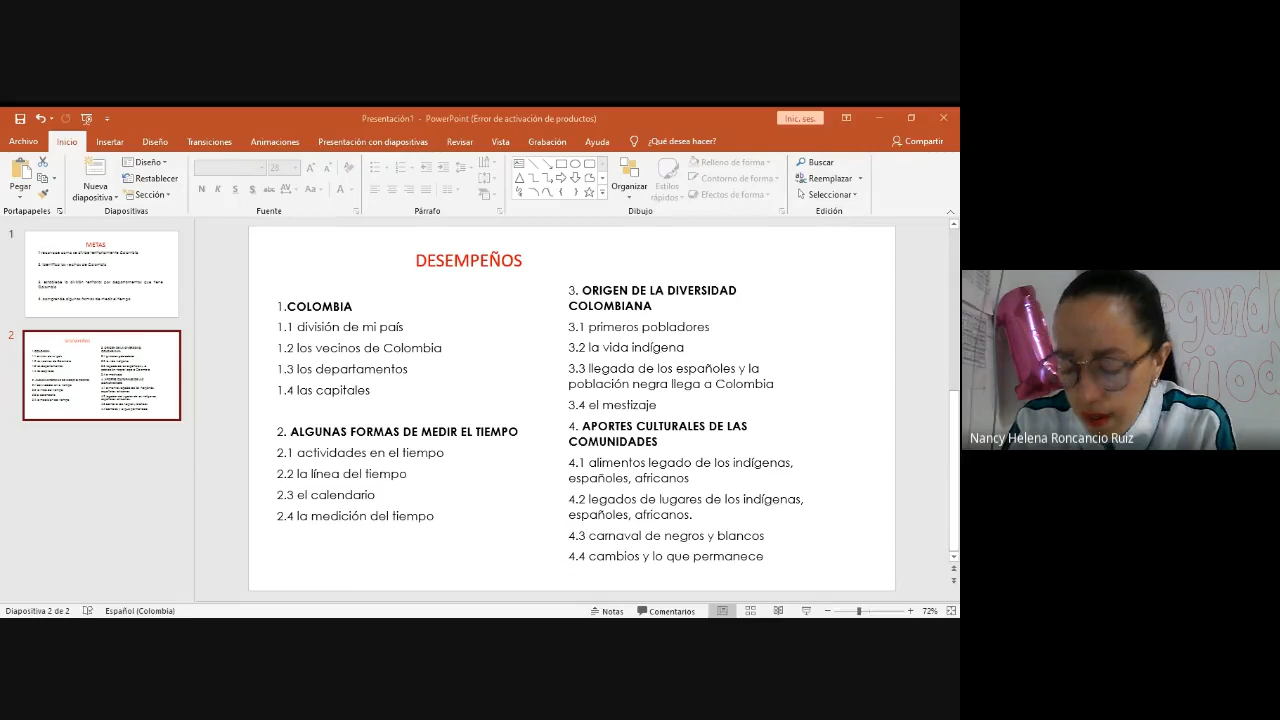 Presentación1 - PowerPoint (Error de activación de productos)
Inic. ses.
Archivo
Inicio
Insertar
Diseño
Transiciones
Animaciones
Presentación con diapositivas
Revisar
Vista
Grabación
Ayuda
¿Qué desea hacer?
Compartir
Pegar
Nueva
diapositiva
Diseño
Restablecer
Sección
28
N K S S abc AV Aa A
Organizar
Estilos
rápidos
Relleno de forma
Contorno de forma
Efectos de forma
Buscar
Reemplazar
Seleccionar
Portapapeles
Diapositivas
Fuente
Párrafo
Dibujo
Edición
1
METAS
2
DESEMPEÑOS
1.COLOMBIA
1.1 división de mi país
1.2 los vecinos de Colombia
1.3 los departamentos
1.4 las capitales
2. ALGUNAS FORMAS DE MEDIR EL TIEMPO
2.1 actividades en el tiempo
2.2 la línea del tiempo
2.3 el calendario
2.4 la medición del tiempo
3. ORIGEN DE LA DIVERSIDAD
COLOMBIANA
3.1 primeros pobladores
3.2 la vida indígena
3.3 llegada de los españoles y la
población negra llega a Colombia
3.4 el mestizaje
4. APORTES CULTURALES DE LAS
COMUNIDADES
4.1 alimentos legado de los indígenas,
españoles, africanos
4.2 legados de lugares de los indígenas,
españoles, africanos.
4.3 carnaval de negros y blancos
4.4 cambios y lo que permanece
Diapositiva 2 de 2
Español (Colombia)
Notas
Comentarios
72%
egund
riod
Nancy Helena Roncancio Ruiz